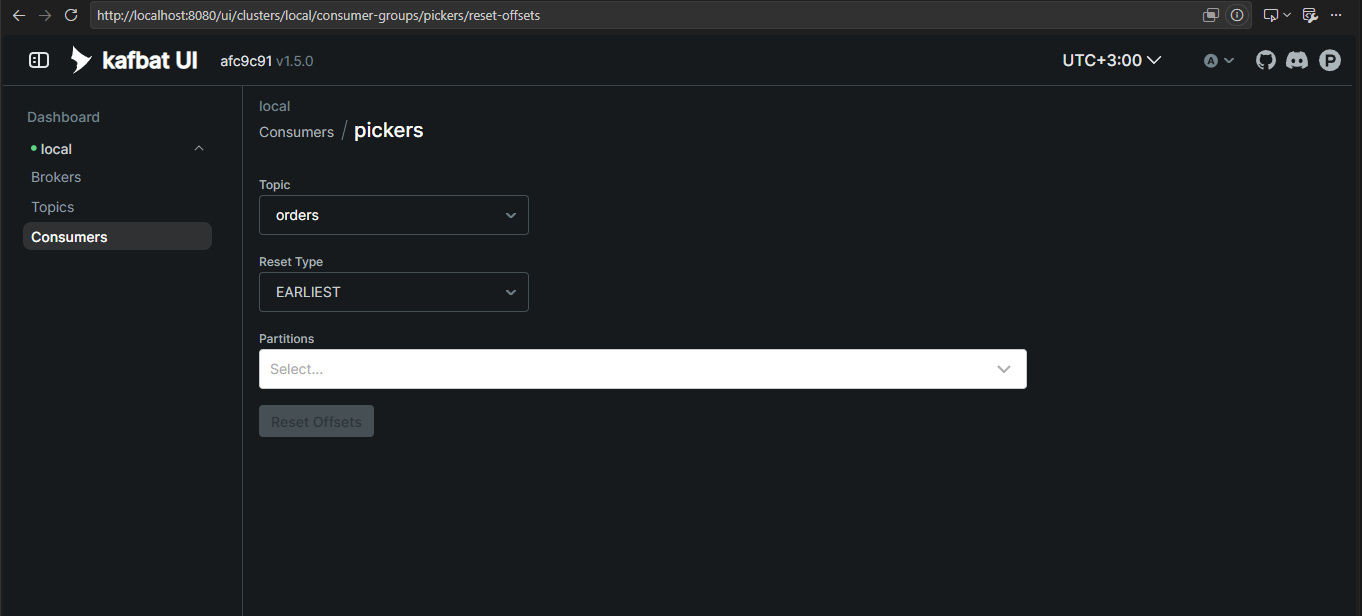 http://localhost:8080/ui/clusters/local/consumer-groups/pickers/reset-offsets
kafbat UI afc9c91 v1.5.0 UTC+3:00 A P
Dashboard
local
Brokers
Topics
Consumers
local
Consumers / pickers
Topic
orders
Reset Type
EARLIEST
Partitions
Select...
Reset Offsets